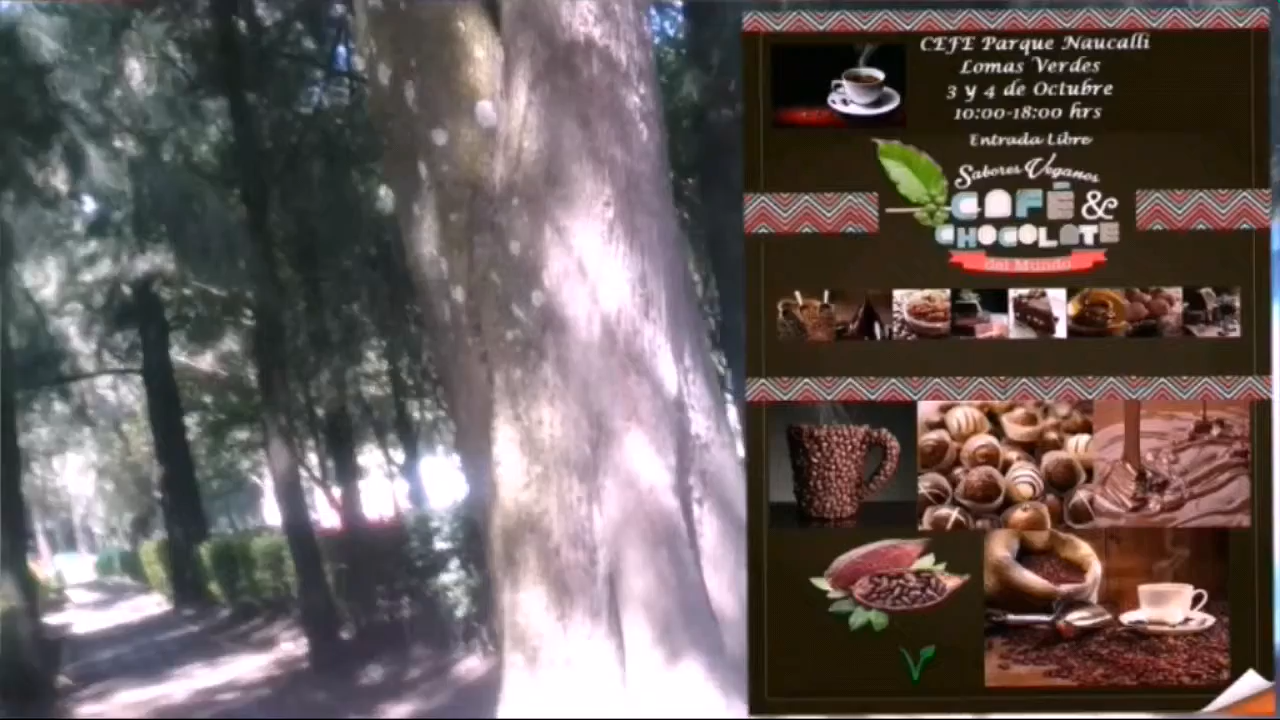 CEFE Parque Naucalli
Lomas Verdes
3 y 4 de Octubre
10:00-18:00 hrs
Entrada Libre
Sabores Veganos
CAFÉ &
CHOCOLATE
del Mundo